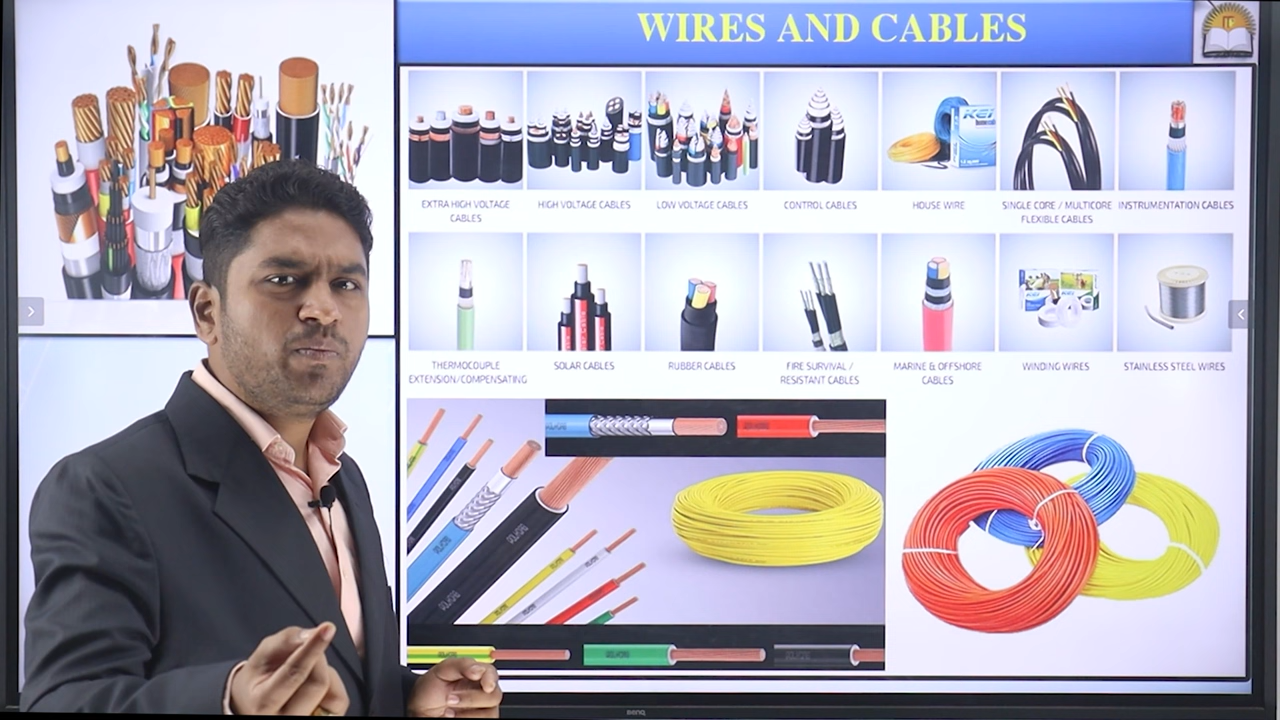 WIRES AND CABLES
EXTRA HIGH VOLTAGE
CABLES
HIGH VOLTAGE CABLES
LOW VOLTAGE CABLES
CONTROL CABLES
HOUSE WIRE
SINGLE CORE / MULTICORE
FLEXIBLE CABLES
INSTRUMENTATION CABLES
THERMOCOUPLE
EXTENSION/COMPENSATING
SOLAR CABLES
RUBBER CABLES
FIRE SURVIVAL /
RESISTANT CABLES
MARINE & OFFSHORE
CABLES
WINDING WIRES
STAINLESS STEEL WIRES
BENQ